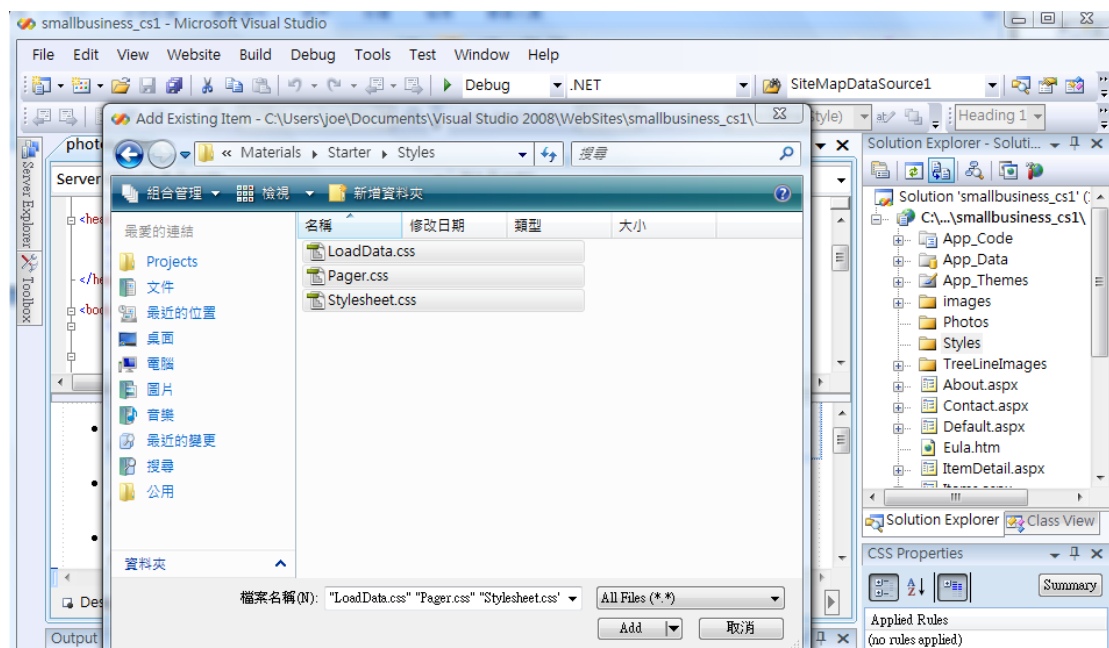 smallbusiness_cs1 - Microsoft Visual Studio
File Edit View Website Build Debug Tools Test Window Help
Debug .NET SiteMapDataSource1
Add Existing Item - C:\Users\joe\Documents\Visual Studio 2008\WebSites\smallbusiness_cs1\
Style) Heading 1
« Materials Starter Styles 搜尋
組合管理 檢視 新增資料夾
最愛的連結
Projects
文件
最近的位置
桌面
電腦
圖片
音樂
最近的變更
搜尋
公用
資料夾
名稱 修改日期 類型 大小
LoadData.css
Pager.css
Stylesheet.css
檔案名稱(N): "LoadData.css" "Pager.css" "Stylesheet.css' All Files (*.*)
Add 取消
Server Explorer
Toolbox
phot
Server
<hea
</he
<bod
Des
Output
Solution Explorer - Soluti...
Solution 'smallbusiness_cs1' (
C:\...\smallbusiness_cs1\
App_Code
App_Data
App_Themes
images
Photos
Styles
TreeLineImages
About.aspx
Contact.aspx
Default.aspx
Eula.htm
ItemDetail.aspx
Solution Explorer Class View
CSS Properties
Summary
Applied Rules
(no rules applied)